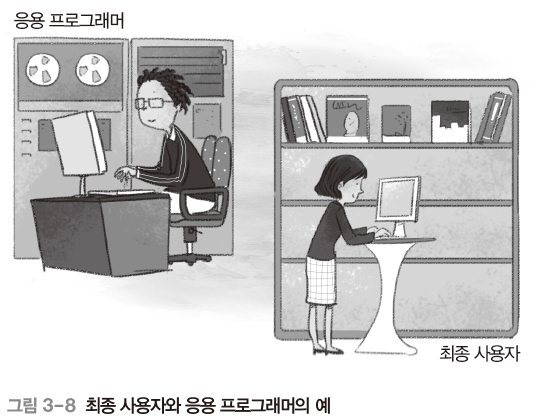 응용 프로그래머
최종 사용자
그림 3-8 최종 사용자와 응용 프로그래머의 예